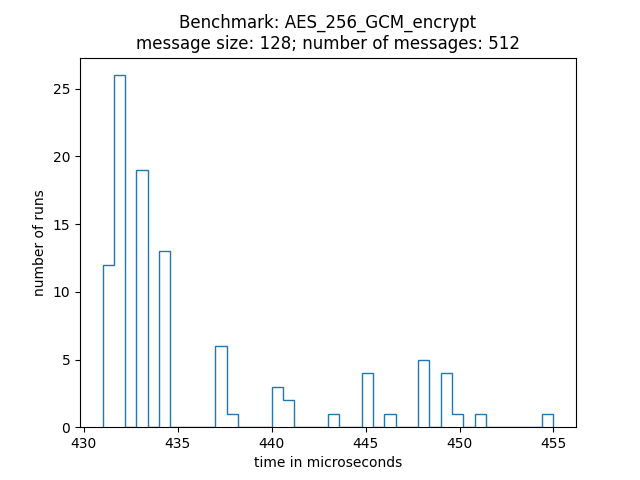 Benchmark: AES_256_GCM_encrypt
message size: 128; number of messages: 512
25
20
15
10
5
0
number of runs
430 435 440 445 450 455
time in microseconds